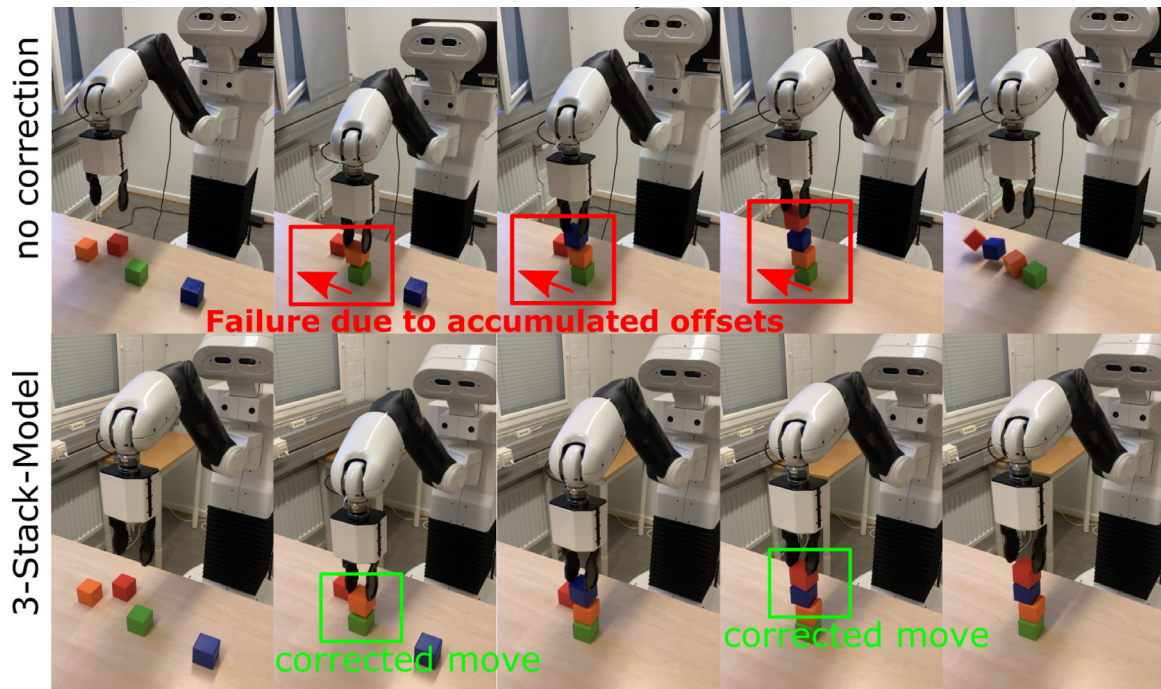 no correction
Failure due to accumulated offsets
3-Stack-Model
corrected move
corrected move